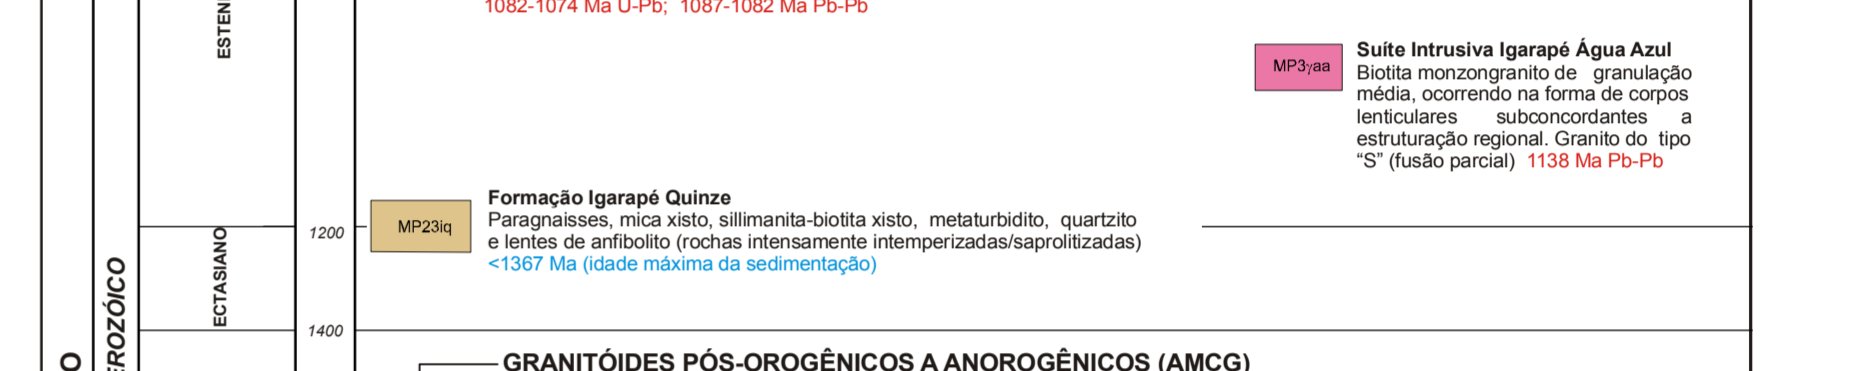 1082-1074 Ma U-Pb; 1087-1082 Ma Pb-Pb
MP3γaa
Suíte Intrusiva Igarapé Água Azul
Biotita monzongranito de granulação
média, ocorrendo na forma de corpos
lenticulares subconcordantes a
estruturação regional. Granito do tipo
“S” (fusão parcial) 1138 Ma Pb-Pb
MP23iq
Formação Igarapé Quinze
Paragnaisses, mica xisto, sillimanita-biotita xisto, metaturbidito, quartzito
e lentes de anfibolito (rochas intensamente intemperizadas/saprolitizadas)
<1367 Ma (idade máxima da sedimentação)
1200
ECTASIANO
1400
GRANITÓIDES PÓS-OROGÊNICOS A ANOROGÊNICOS (AMCG)